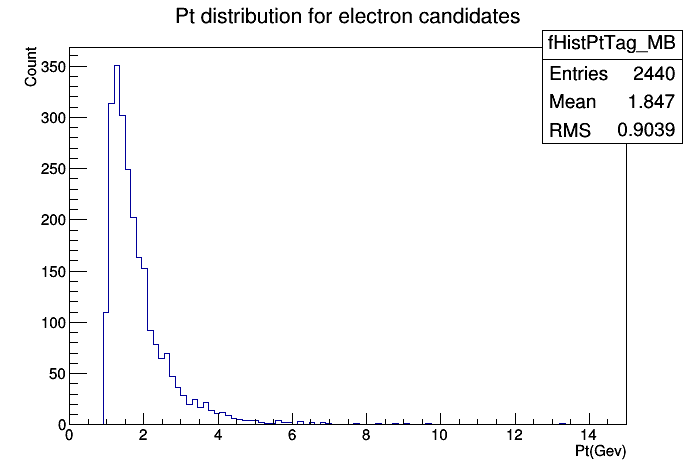 Pt distribution for electron candidates
fHistPtTag_MB
Entries 2440
Mean 1.847
RMS 0.9039
Count
350
300
250
200
150
100
50
0
0 2 4 6 8 10 12 14
Pt(Gev)